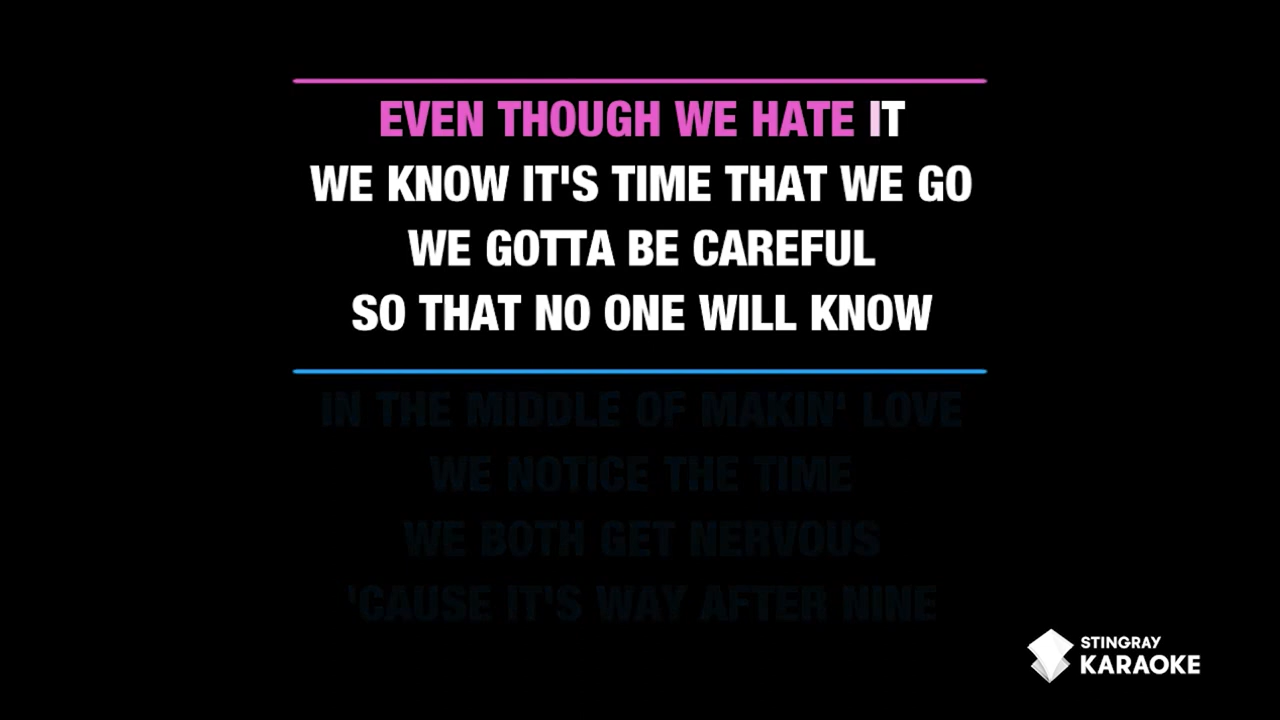 EVEN THOUGH WE HATE IT
WE KNOW IT'S TIME THAT WE GO
WE GOTTA BE CAREFUL
SO THAT NO ONE WILL KNOW
IN THE MIDDLE OF MAKIN' LOVE
WE NOTICE THE TIME
WE BOTH GET NERVOUS
'CAUSE IT'S WAY AFTER NINE
STINGRAY
KARAOKE